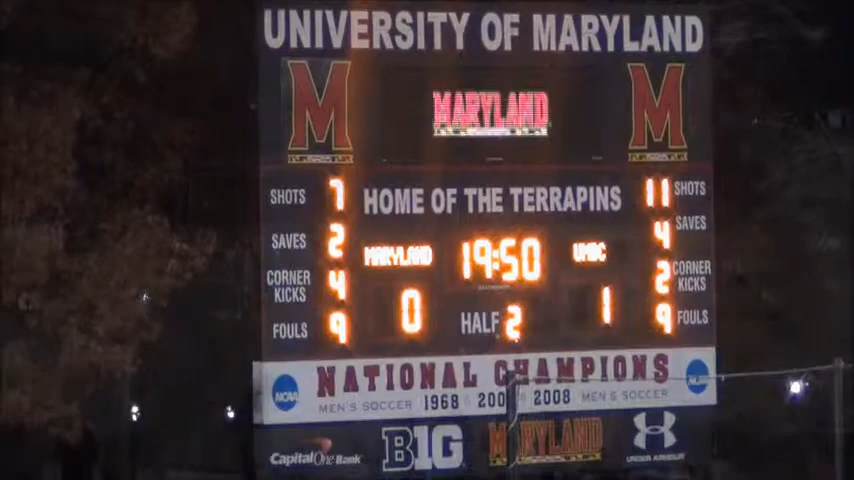 UNIVERSITY OF MARYLAND
M M
MARYLAND
SHOTS 7 HOME OF THE TERRAPINS 11 SHOTS
SAVES 2 MARYLAND 19:50 UMBC 4 SAVES
CORNER KICKS 4 2 CORNER KICKS
0 HALF 2 1
FOULS 9 9 FOULS
NCAA NATIONAL CHAMPIONS
MEN'S SOCCER 1968 2008 MEN'S SOCCER
Capital One Bank B1G MARYLAND UNDER ARMOUR